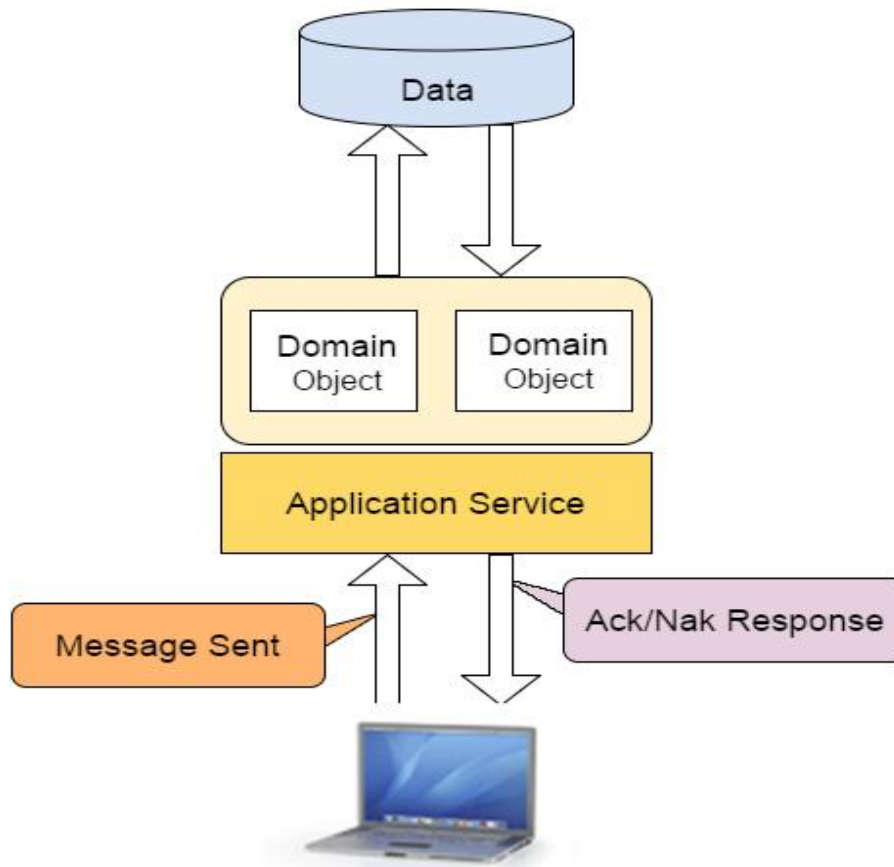 Data
Domain
Object
Domain
Object
Application Service
Message Sent
Ack/Nak Response